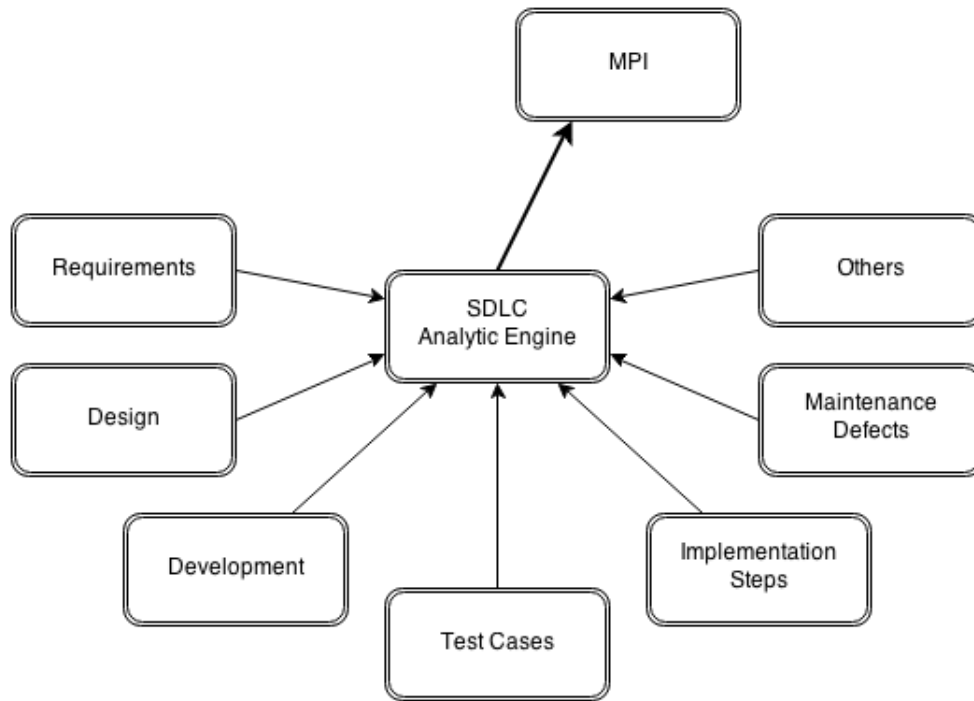 MPI
Requirements
Others
SDLC
Analytic Engine
Design
Maintenance
Defects
Development
Implementation
Steps
Test Cases